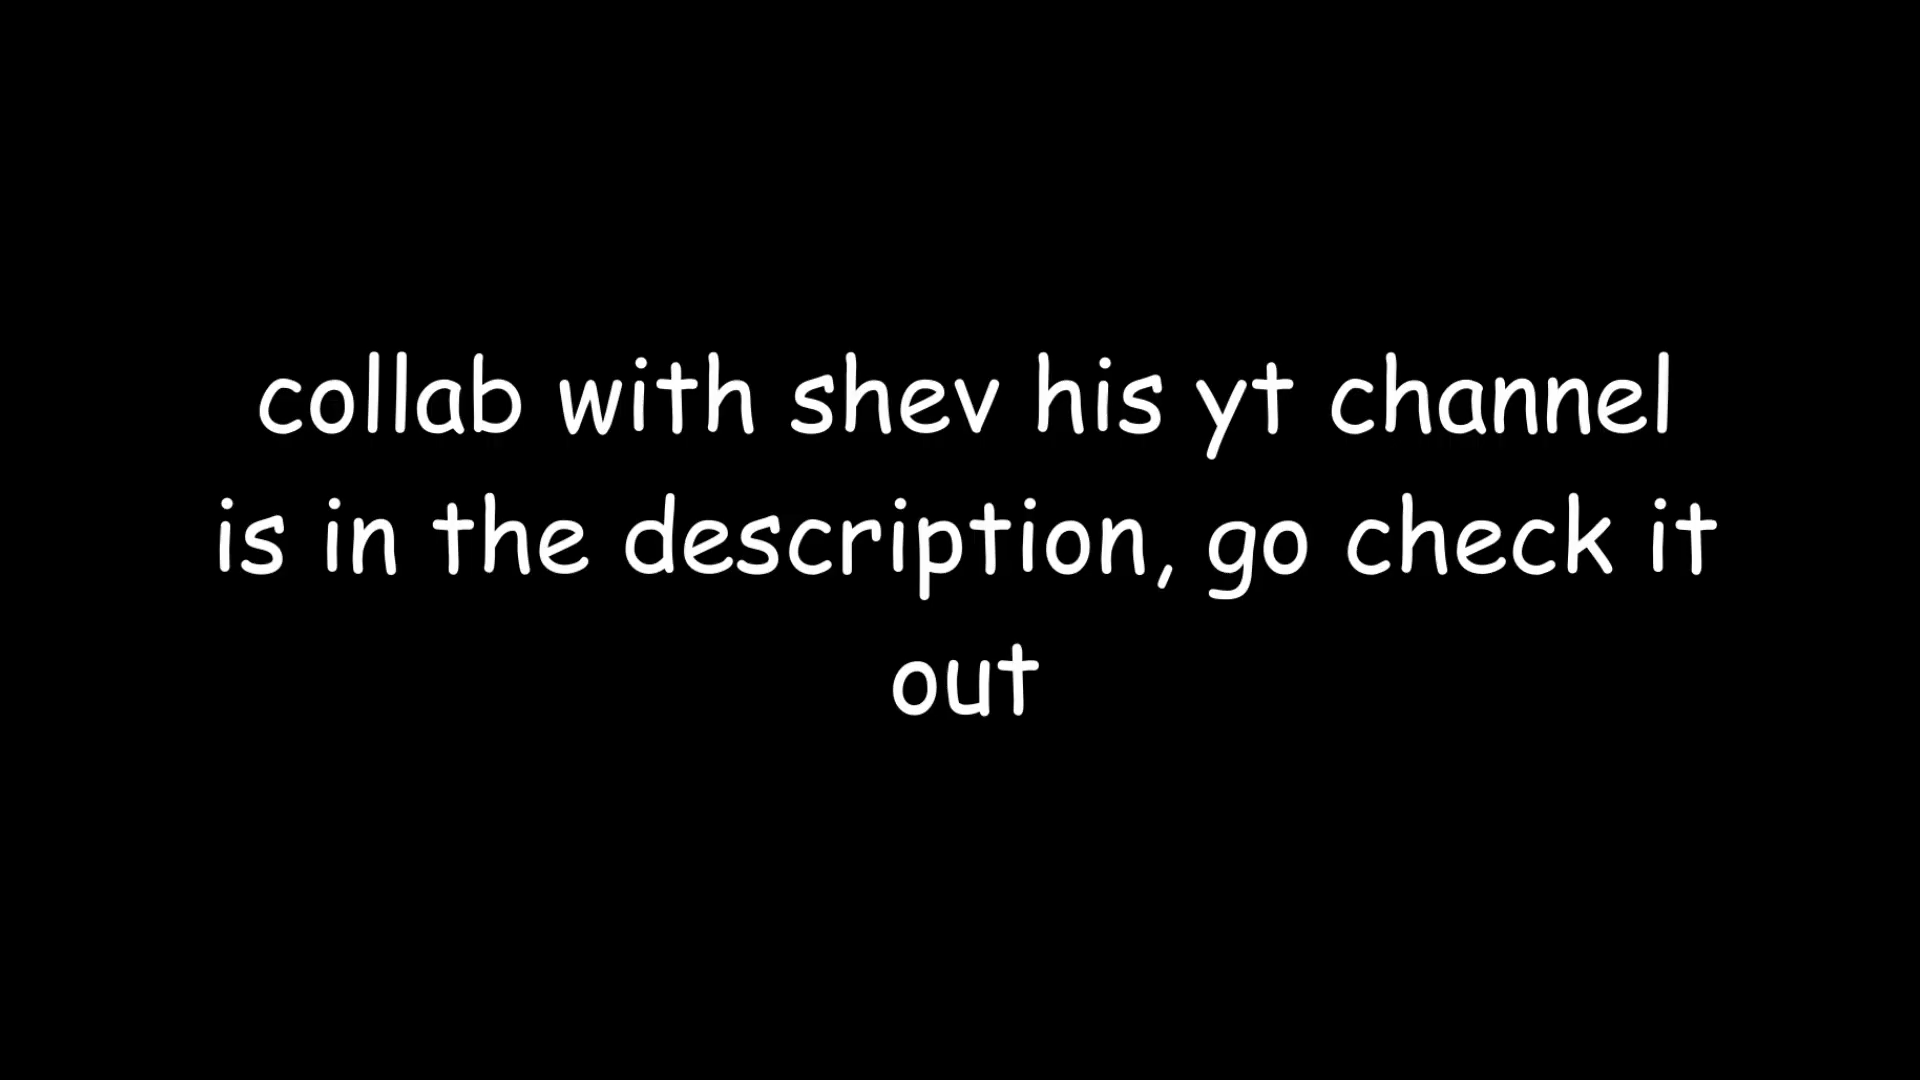 collab with shev his yt channel
is in the description, go check it
out